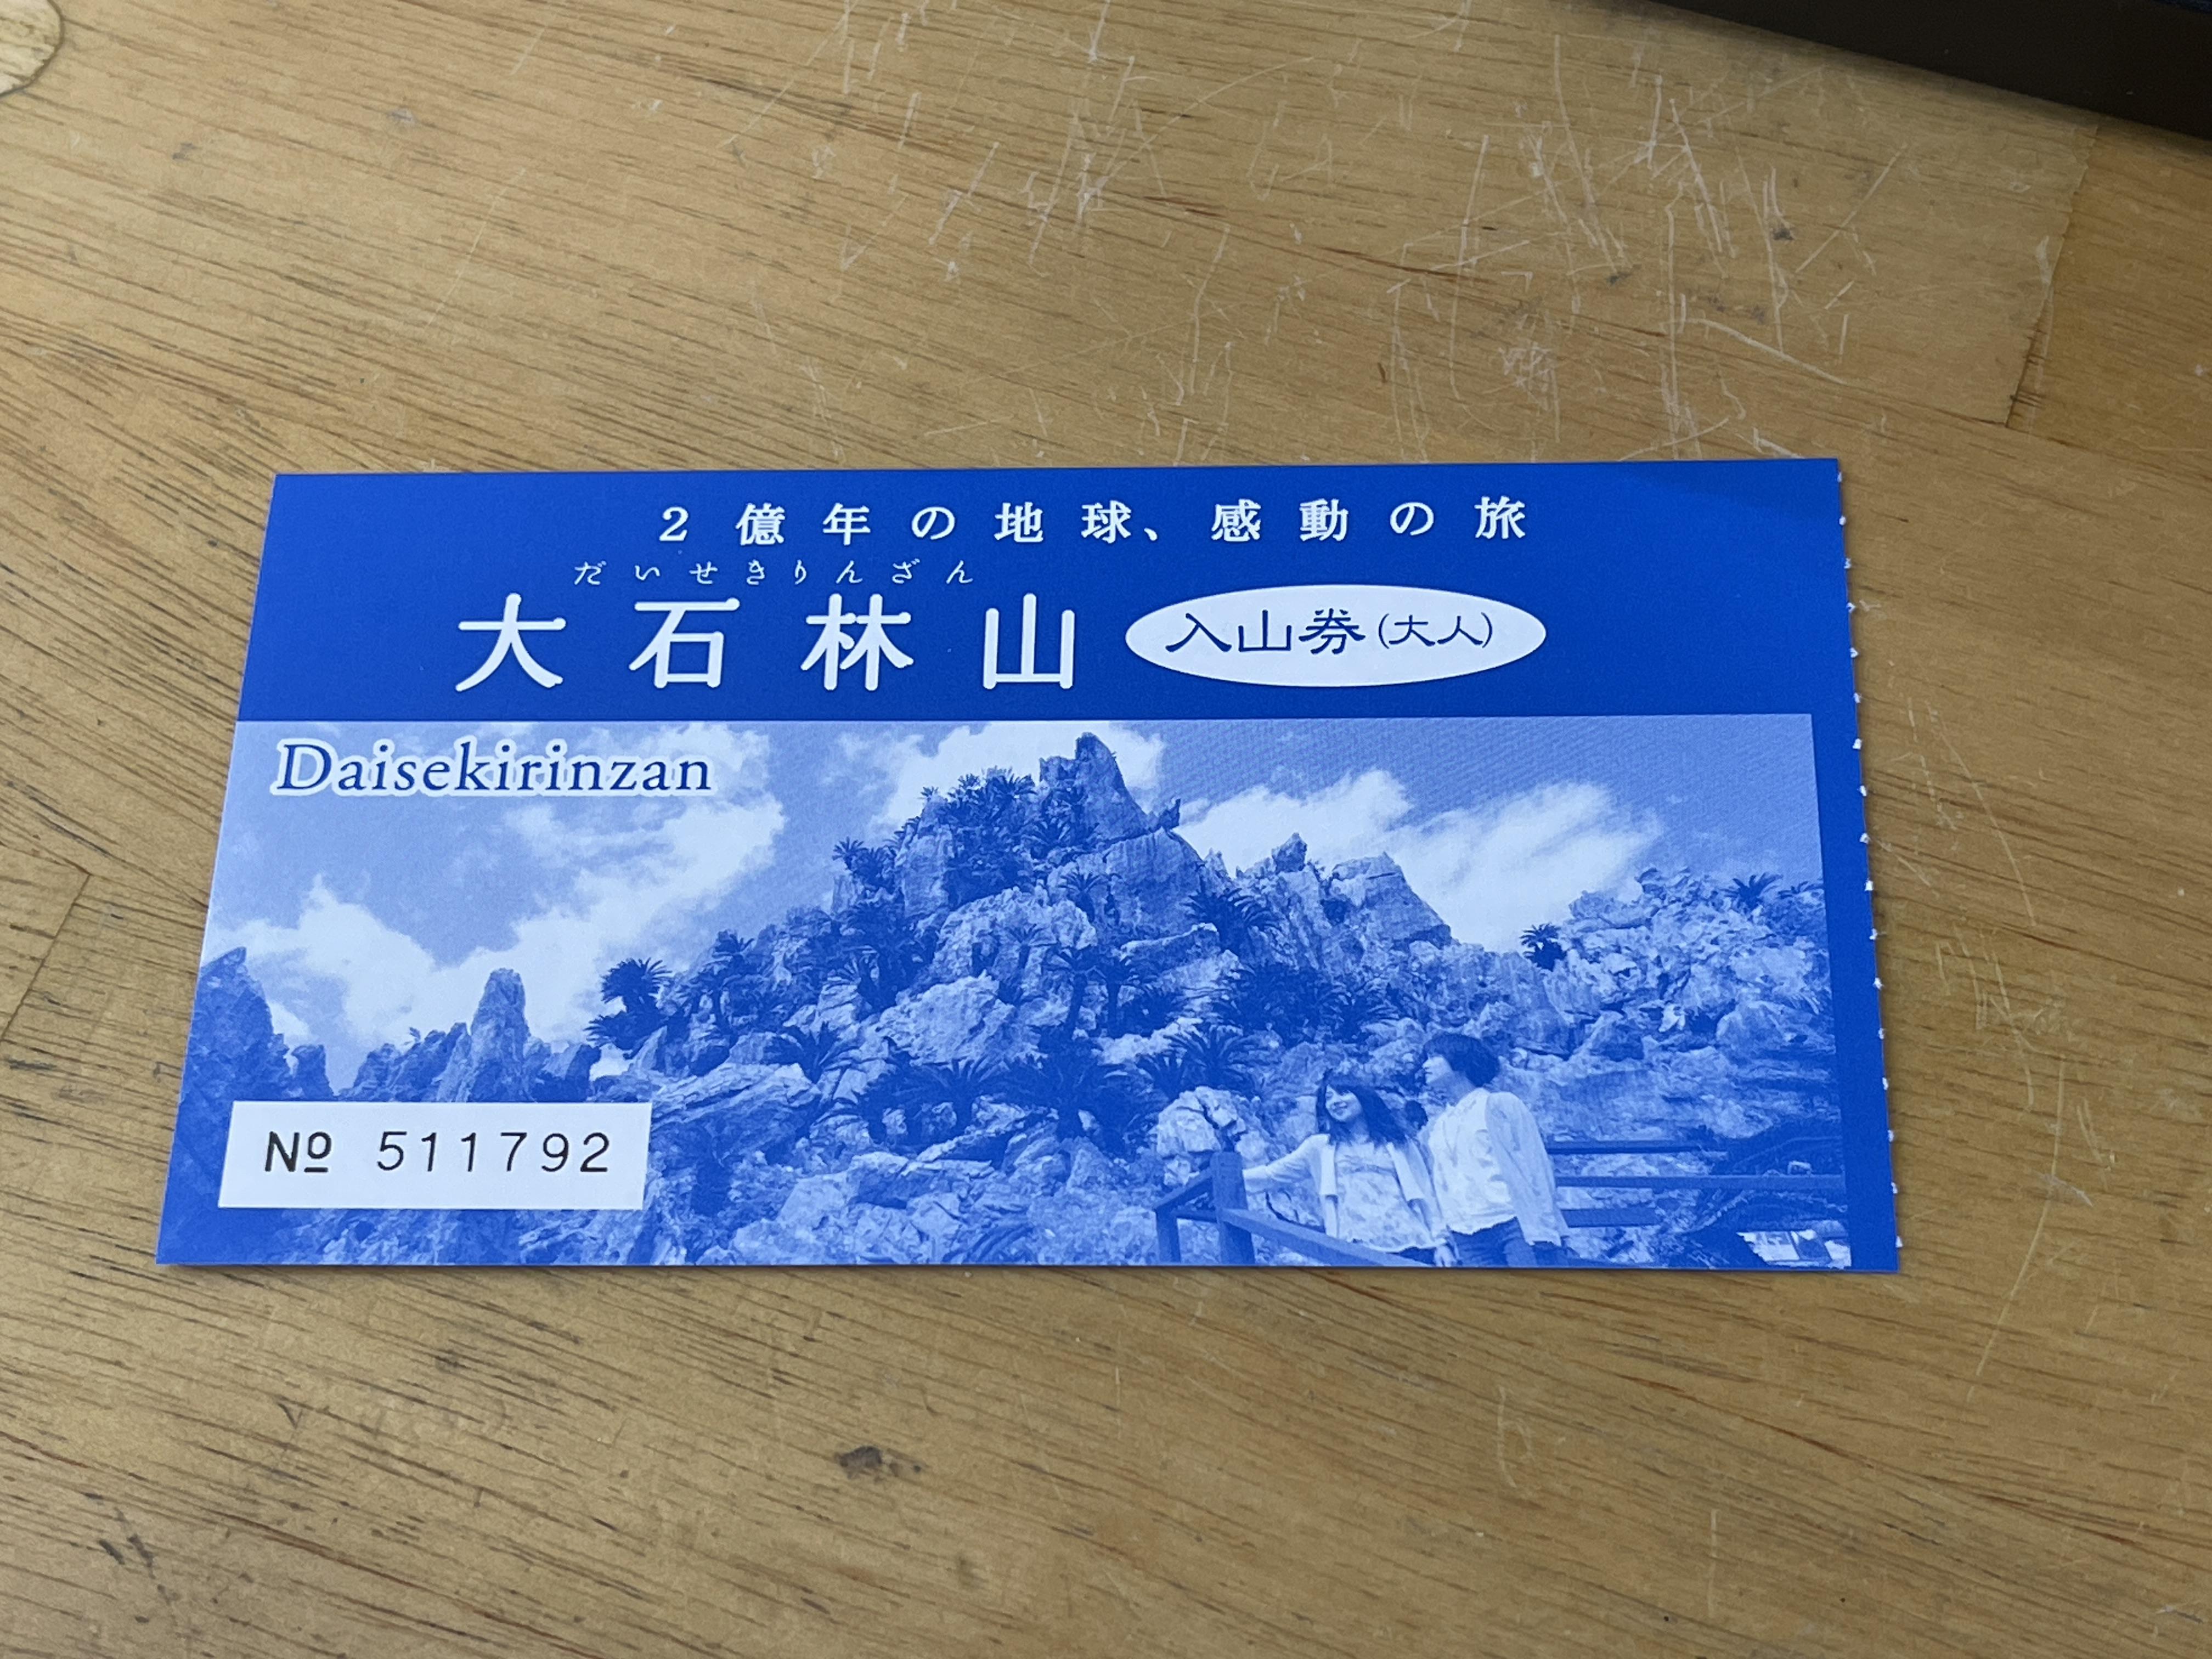 2億年の地球、感動の旅
だいせきりんざん
大石林山 入山券(大人)
Daisekirinzan
№ 511792